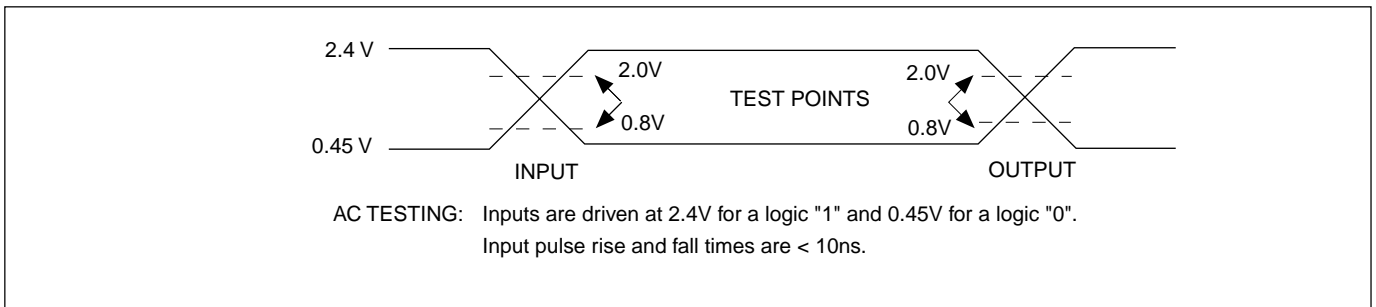 2.4 V
2.0V
2.0V
TEST POINTS
0.8V
0.8V
0.45 V
INPUT
OUTPUT
AC TESTING: Inputs are driven at 2.4V for a logic "1" and 0.45V for a logic "0".
Input pulse rise and fall times are < 10ns.